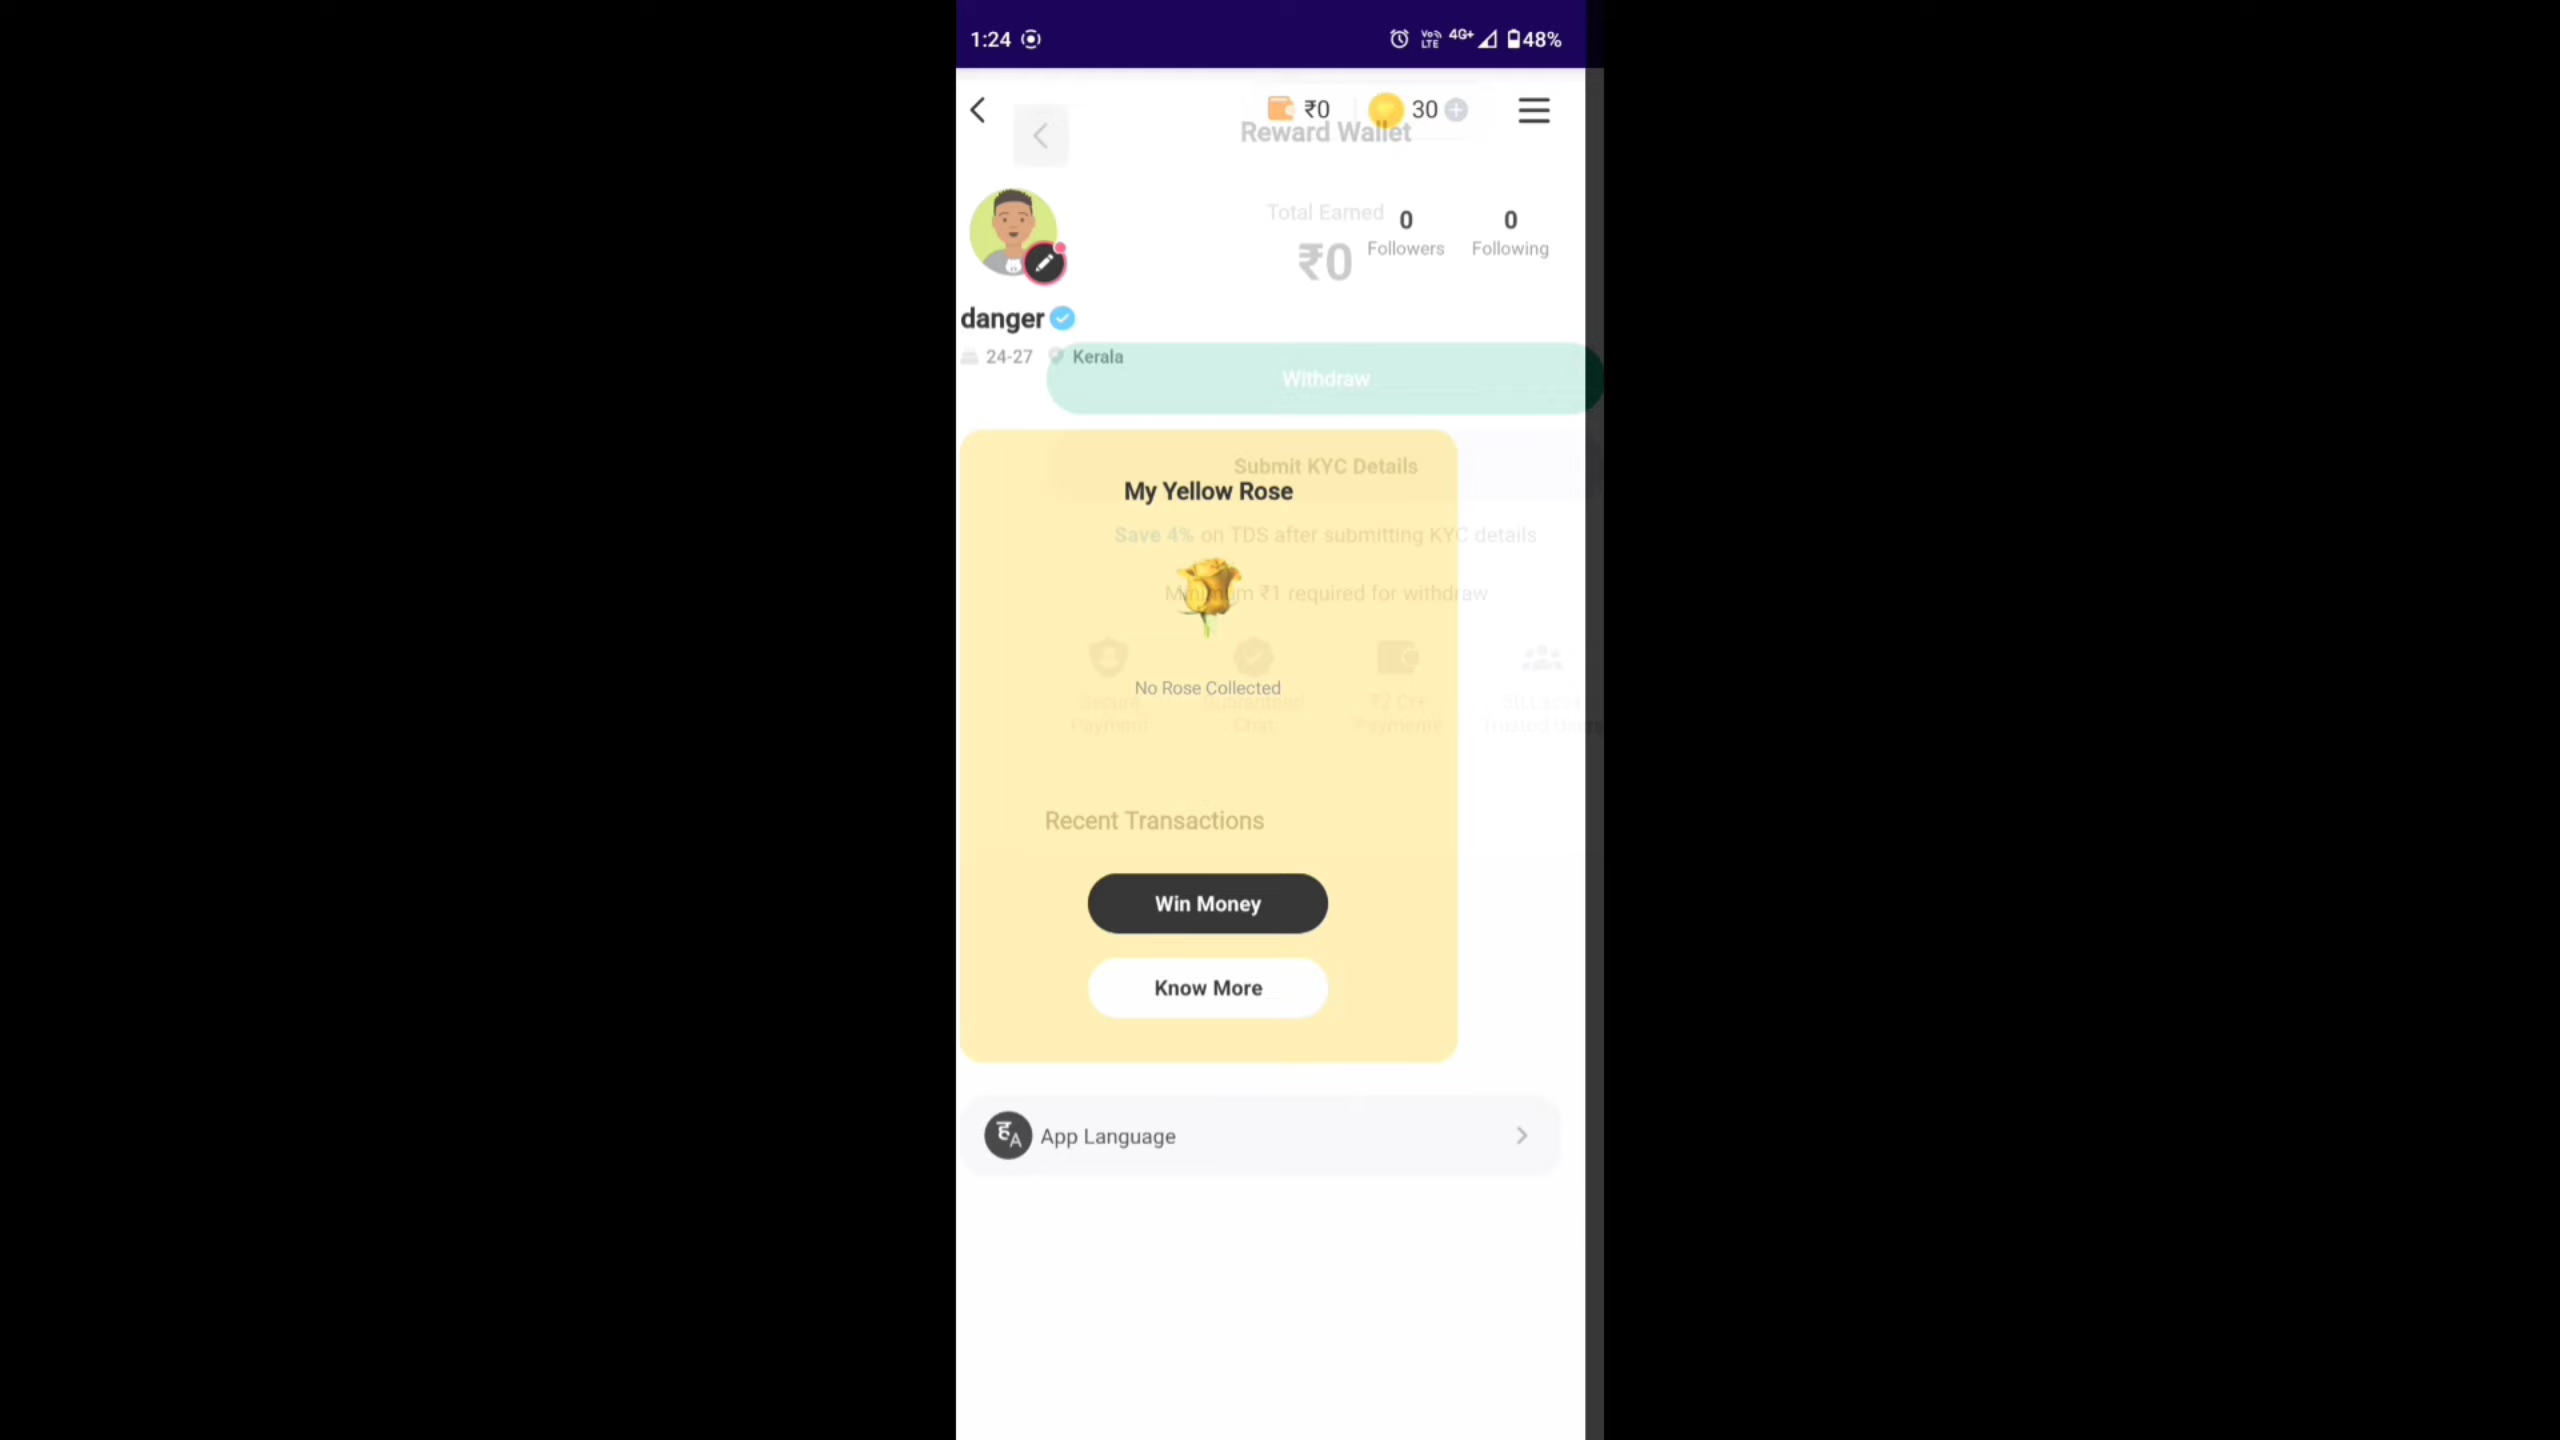 1:24 VoLTE 4G+ 48%
₹0 30
Reward Wallet
Total Earned
₹0
0 0
Followers Following
danger
24-27 Kerala
Withdraw
Submit KYC Details
My Yellow Rose
Save 4% on TDS after submitting KYC details
Minimum ₹1 required for withdraw
No Rose Collected
Secure Guaranteed ₹2 Cr+
Payment Chat Payments Trusted
Recent Transactions
Win Money
Know More
हA App Language